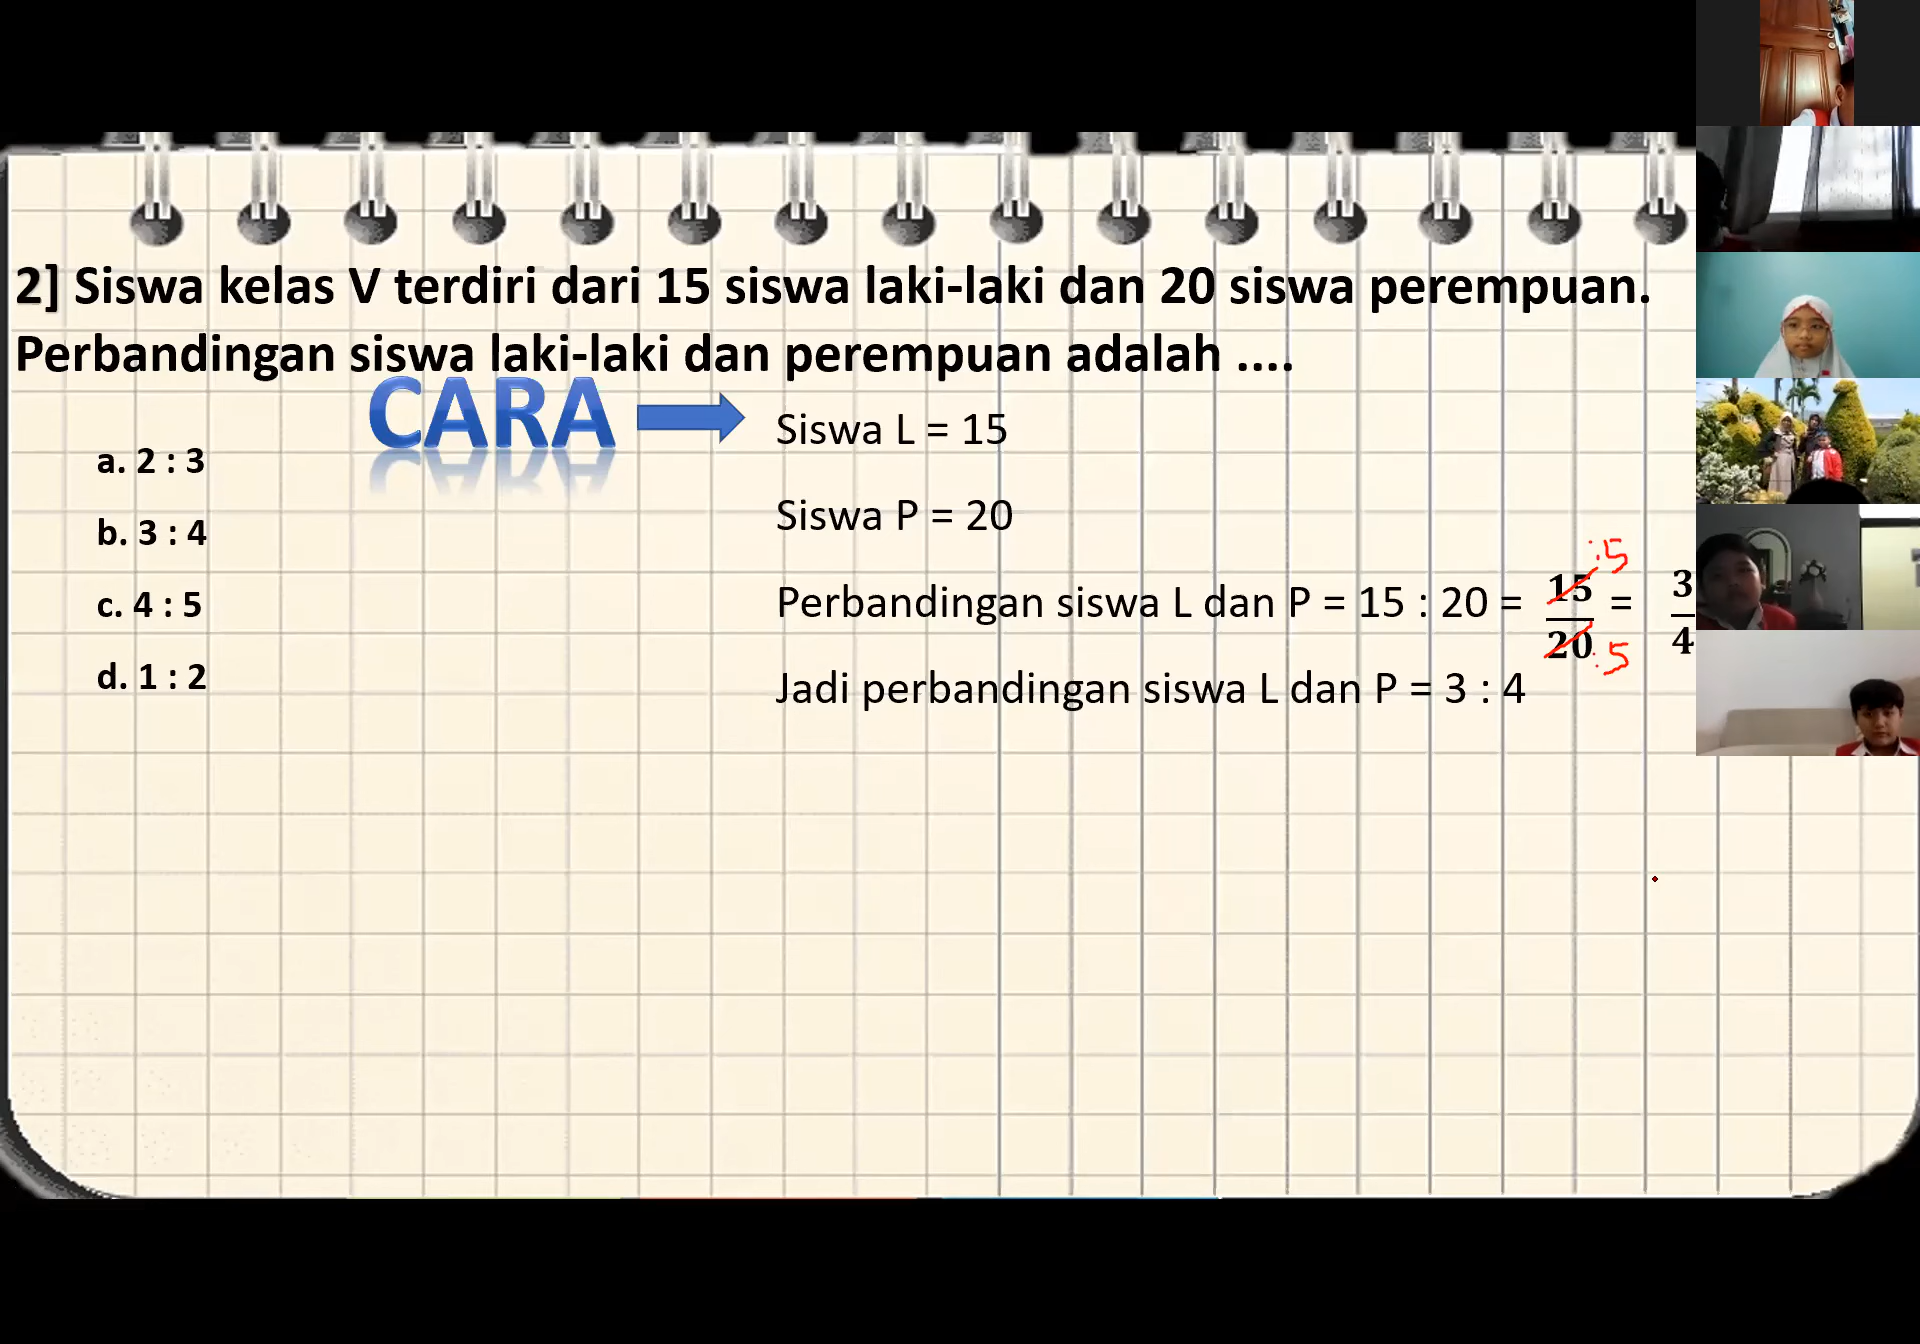 2] Siswa kelas V terdiri dari 15 siswa laki-laki dan 20 siswa perempuan.
Perbandingan siswa laki-laki dan perempuan adalah ....
CARA
a. 2 : 3
b. 3 : 4
c. 4 : 5
d. 1 : 2
Siswa L = 15
Siswa P = 20
Perbandingan siswa L dan P = 15 : 20 = 15/20 = 3/4
:5
:5
Jadi perbandingan siswa L dan P = 3 : 4